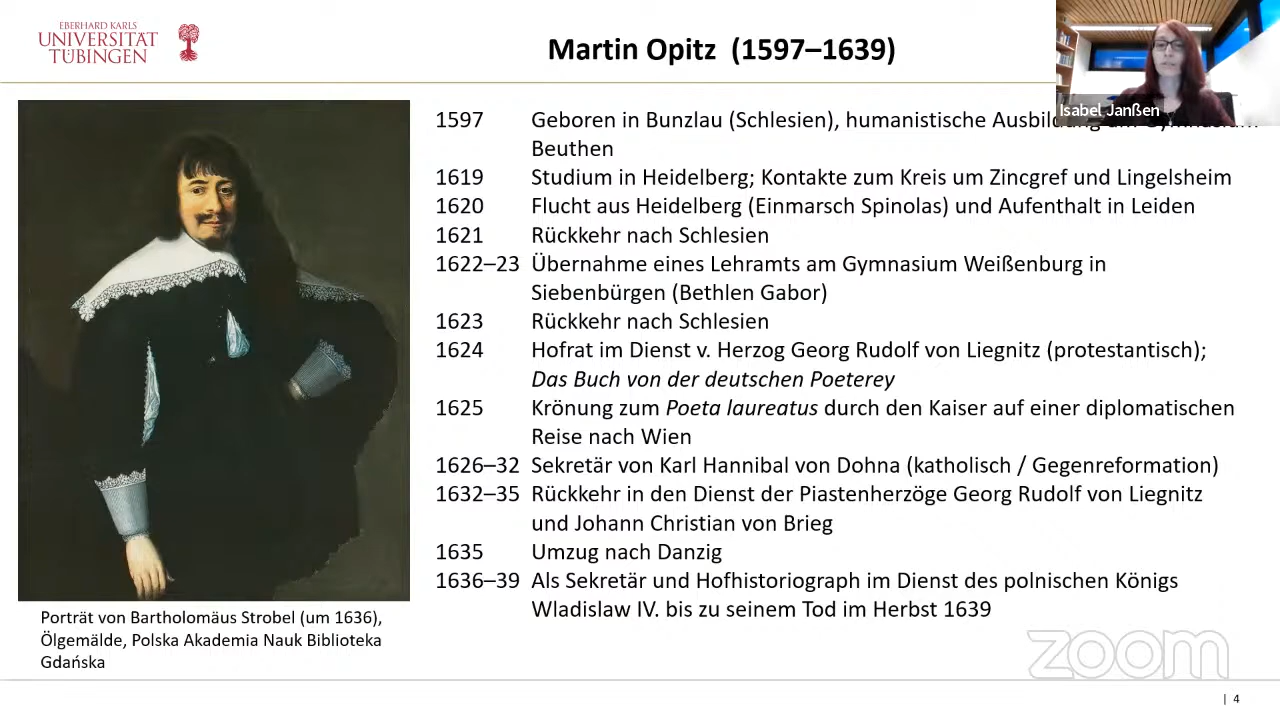 EBERHARD KARLS
UNIVERSITÄT
TÜBINGEN
Martin Opitz (1597–1639)
Isabel Janßen
1597 Geboren in Bunzlau (Schlesien), humanistische
Beuthen
1619 Studium in Heidelberg; Kontakte zum Kreis um Zincgref und Lingelsheim
1620 Flucht aus Heidelberg (Einmarsch Spinolas) und Aufenthalt in Leiden
1621 Rückkehr nach Schlesien
1622–23 Übernahme eines Lehramts am Gymnasium Weißenburg in
Siebenbürgen (Bethlen Gabor)
1623 Rückkehr nach Schlesien
1624 Hofrat im Dienst v. Herzog Georg Rudolf von Liegnitz (protestantisch);
Das Buch von der deutschen Poeterey
1625 Krönung zum Poeta laureatus durch den Kaiser auf einer diplomatischen
Reise nach Wien
1626–32 Sekretär von Karl Hannibal von Dohna (katholisch / Gegenreformation)
1632–35 Rückkehr in den Dienst der Piastenherzöge Georg Rudolf von Liegnitz
und Johann Christian von Brieg
1635 Umzug nach Danzig
1636–39 Als Sekretär und Hofhistoriograph im Dienst des polnischen Königs
Wladislaw IV. bis zu seinem Tod im Herbst 1639
Porträt von Bartholomäus Strobel (um 1636),
Ölgemälde, Polska Akademia Nauk Biblioteka
Gdańska
zoom
| 4